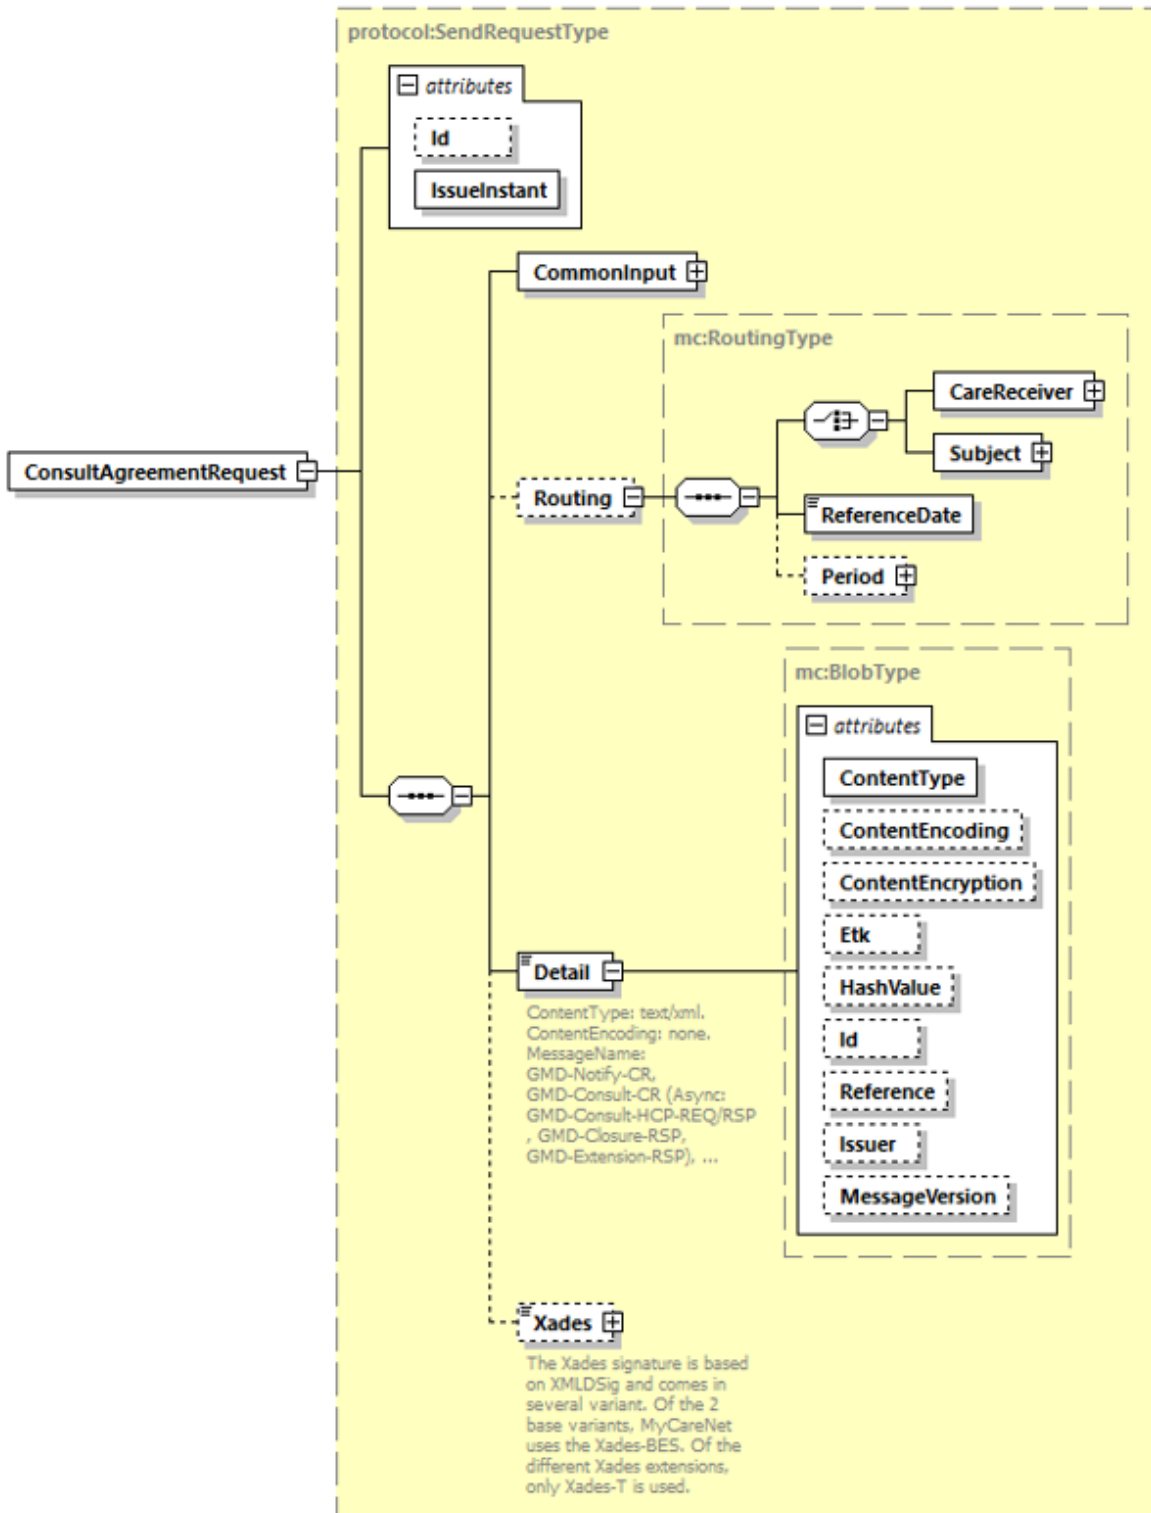 protocol:SendRequestType
attributes
Id
IssueInstant
CommonInput
mc:RoutingType
CareReceiver
Subject
ConsultAgreementRequest
Routing
ReferenceDate
Period
mc:BlobType
attributes
ContentType
ContentEncoding
ContentEncryption
Etk
HashValue
Id
Reference
Issuer
MessageVersion
Detail
ContentType: text/xml.
ContentEncoding: none.
MessageName:
GMD-Notify-CR,
GMD-Consult-CR (Async:
GMD-Consult-HCP-REQ/RSP
, GMD-Closure-RSP,
GMD-Extension-RSP), ...
Xades
The Xades signature is based
on XMLDSig and comes in
several variant. Of the 2
base variants, MyCareNet
uses the Xades-BES. Of the
different Xades extensions,
only Xades-T is used.